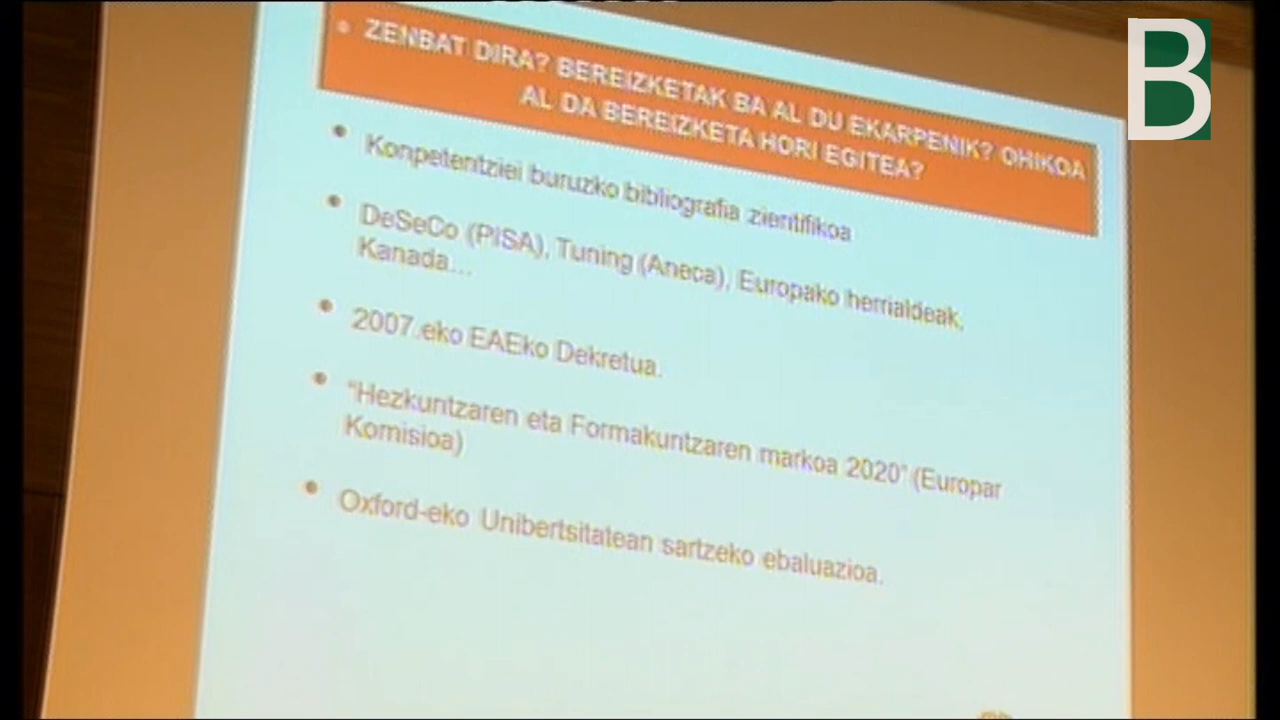 B
ZENBAT DIRA? BEREIZKETAK BA AL DU EKARPENIK? OHIKOA
AL DA BEREIZKETA HORI EGITEA?
Konpetentziei buruzko bibliografia zientifikoa
DeSeCo (PISA), Tuning (Aneca), Europako herrialdeak,
Kanada...
2007.eko EAEko Dekretua.
"Hezkuntzaren eta Formakuntzaren markoa 2020" (Europar
Komisioa)
Oxford-eko Unibertsitatean sartzeko ebaluazioa.